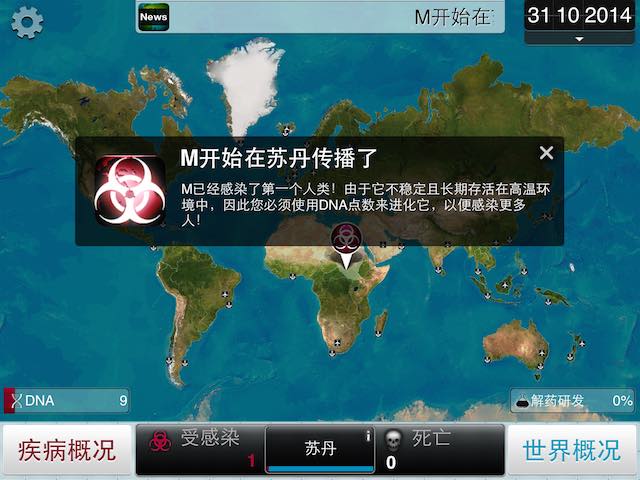 News
M开始在
31 10 2014
M开始在苏丹传播了
M已经感染了第一个人类！由于它不稳定且长期存活在高温环
境中，因此您必须使用DNA点数来进化它，以便感染更多
人！
DNA 9
解药研发 0%
疾病概况
受感染
1
苏丹
i
死亡
0
世界概况